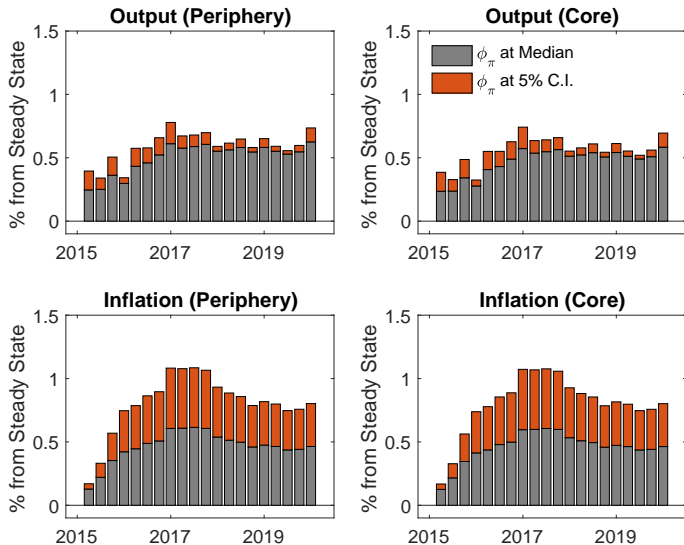 Output (Periphery)
% from Steady State
1.5
1
0.5
0
2015 2017 2019
Output (Core)
% from Steady State
1.5
1
0.5
0
2015 2017 2019
ϕπ at Median
ϕπ at 5% C.I.
Inflation (Periphery)
% from Steady State
1.5
1
0.5
0
2015 2017 2019
Inflation (Core)
% from Steady State
1.5
1
0.5
0
2015 2017 2019